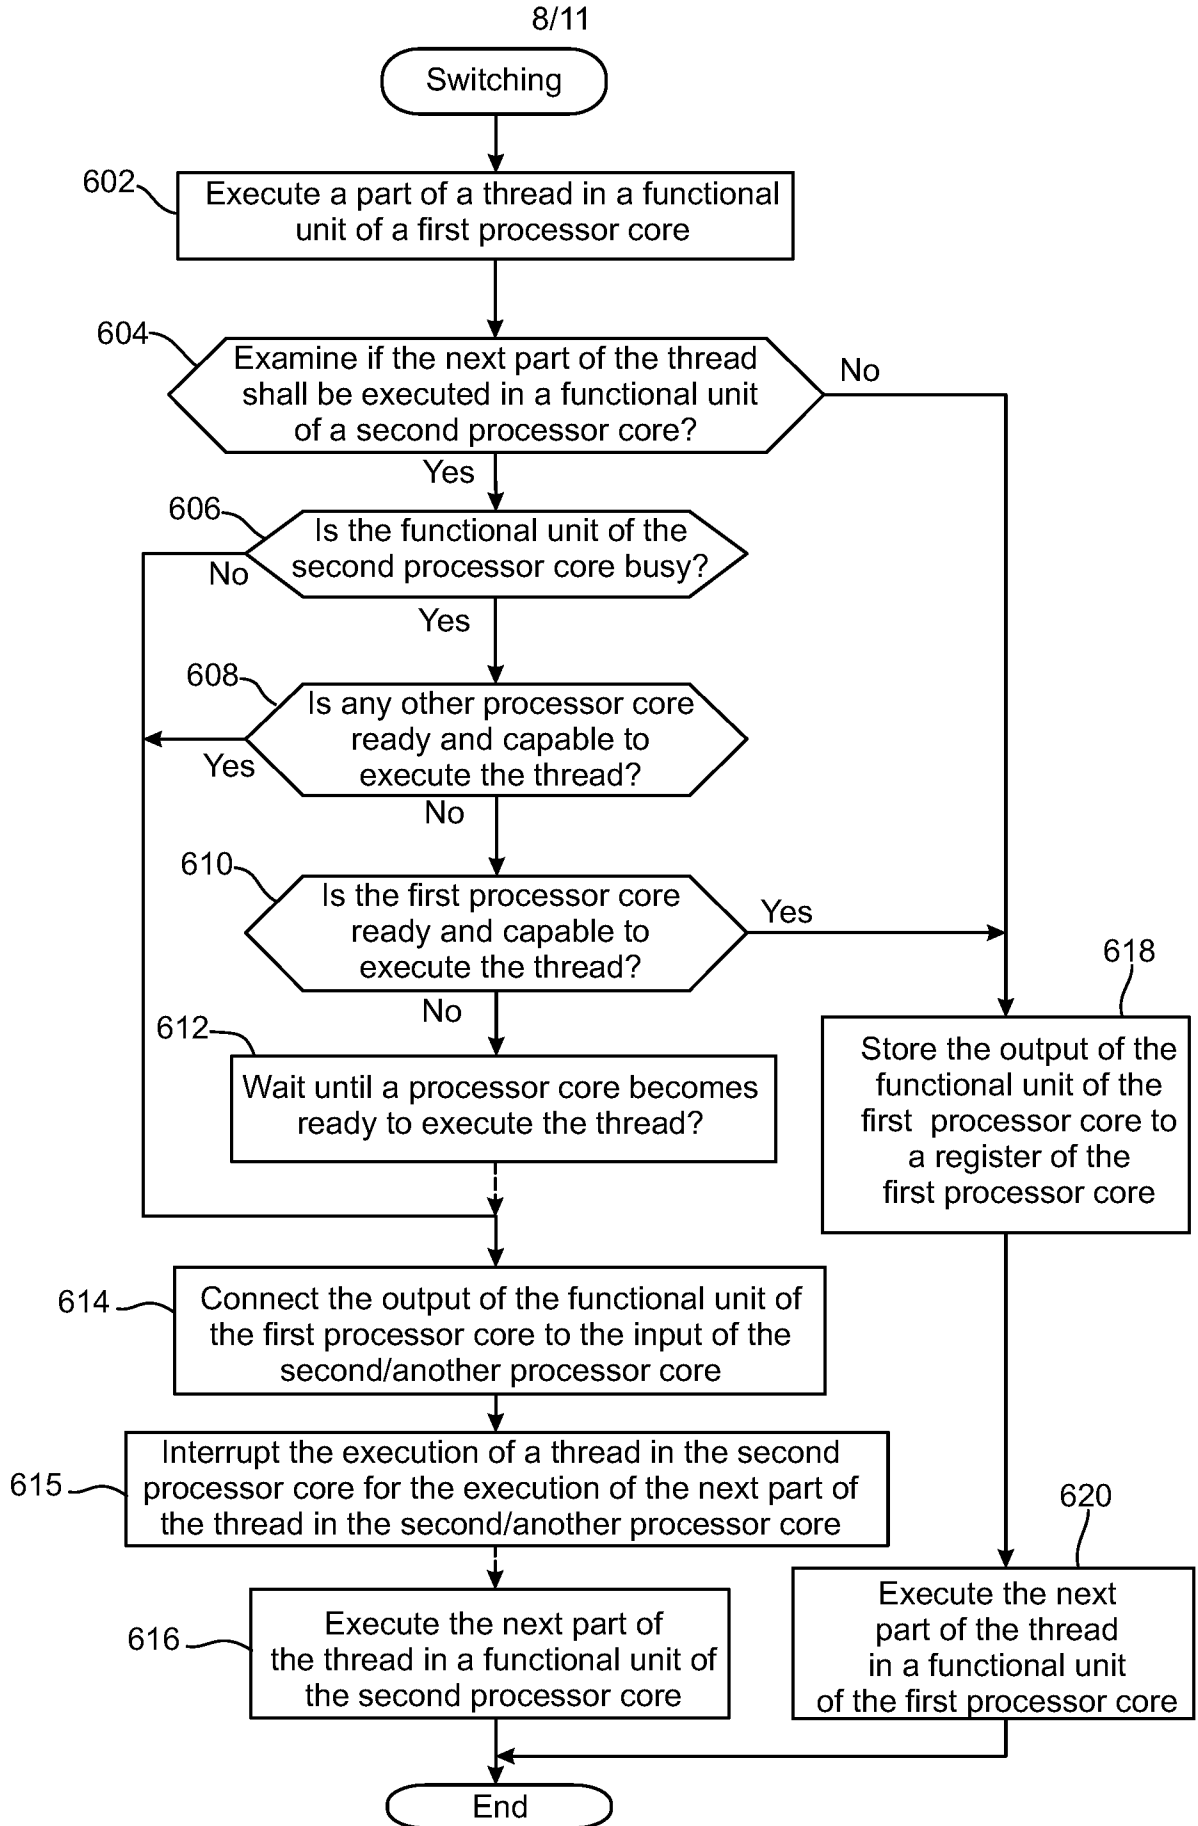 8/11
Switching
602
Execute a part of a thread in a functional
unit of a first processor core
604
Examine if the next part of the thread
shall be executed in a functional unit
of a second processor core?
No
Yes
606
Is the functional unit of the
second processor core busy?
No
Yes
608
Is any other processor core
ready and capable to
execute the thread?
Yes
No
610
Is the first processor core
ready and capable to
execute the thread?
Yes
No
612
Wait until a processor core becomes
ready to execute the thread?
618
Store the output of the
functional unit of the
first processor core to
a register of the
first processor core
614
Connect the output of the functional unit of
the first processor core to the input of the
second/another processor core
615
Interrupt the execution of a thread in the second
processor core for the execution of the next part of
the thread in the second/another processor core
616
Execute the next part of
the thread in a functional unit of
the second processor core
620
Execute the next
part of the thread
in a functional unit
of the first processor core
End